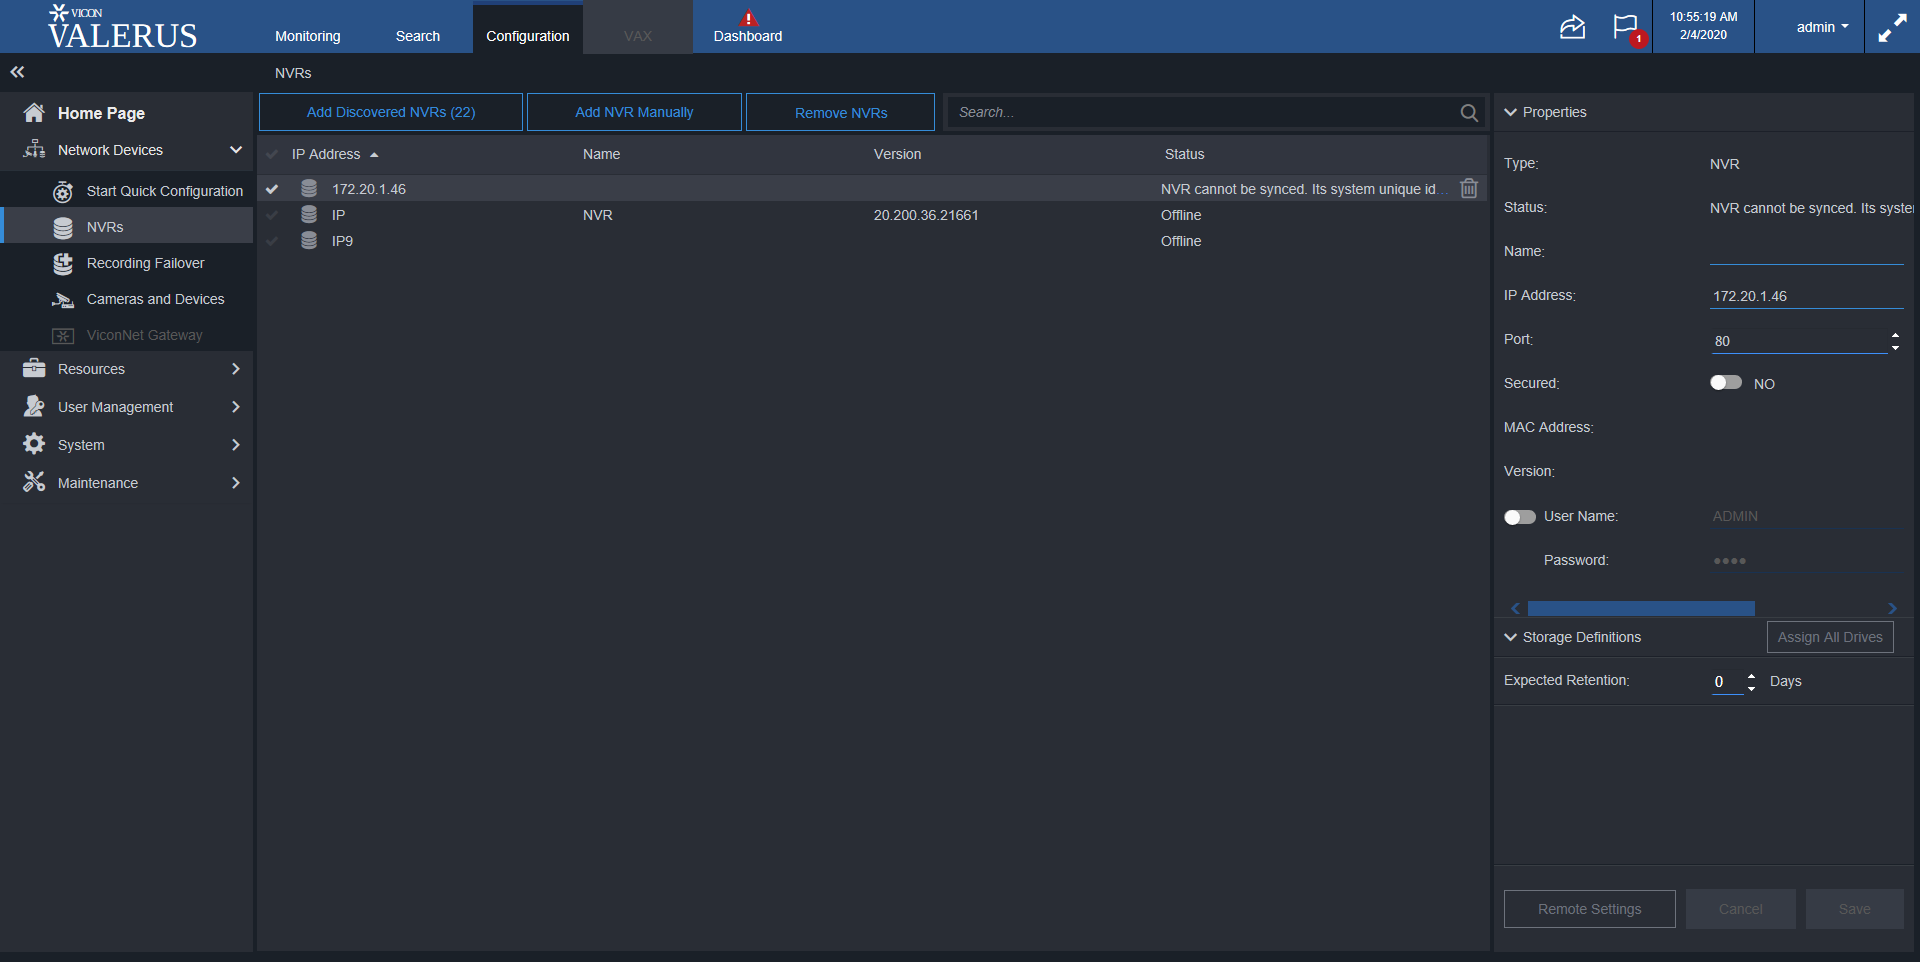 VICON
VALERUS
Monitoring
Search
Configuration
VAX
Dashboard
1
10:55:19 AM
2/4/2020
admin
NVRs
Home Page
Network Devices
Start Quick Configuration
NVRs
Recording Failover
Cameras and Devices
ViconNet Gateway
Resources
User Management
System
Maintenance
Add Discovered NVRs (22)
Add NVR Manually
Remove NVRs
Search...
IP Address
Name
Version
Status
172.20.1.46
NVR cannot be synced. Its system unique id...
IP
NVR
20.200.36.21661
Offline
IP9
Offline
Properties
Type:
NVR
Status:
NVR cannot be synced. Its syste
Name:
IP Address:
172.20.1.46
Port:
80
Secured:
NO
MAC Address:
Version:
User Name:
ADMIN
Password:
••••
Storage Definitions
Assign All Drives
Expected Retention:
0
Days
Remote Settings
Cancel
Save